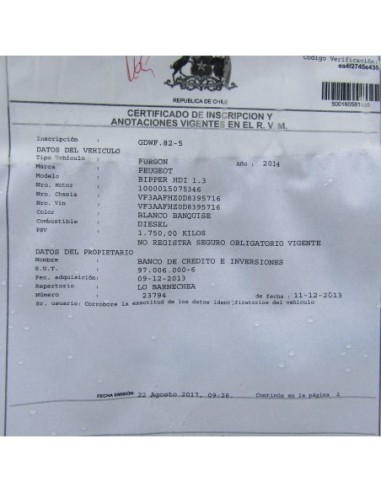 Código Verificación:
REPUBLICA DE CHILE
CERTIFICADO DE INSCRIPCION Y
ANOTACIONES VIGENTES EN EL R. V. M.
Inscripción : GDWF.82-5
DATOS DEL VEHICULO
Tipo Vehículo : FURGON Año : 2014
Marca : PEUGEOT
Modelo : BIPPER HDI 1.3
Nro. Motor : 1000015075346
Nro. Chasis : VF3AAFHZ0D8395716
Nro. Vin : VF3AAFHZ0D8395716
Color : BLANCO BANQUISE
Combustible : DIESEL
PBV : 1.750,00 KILOS
NO REGISTRA SEGURO OBLIGATORIO VIGENTE
DATOS DEL PROPIETARIO
Nombre : BANCO DE CREDITO E INVERSIONES
R.U.T. : 97.006.000-6
Fec. adquisición: 09-12-2013
Repertorio : LO BARNECHEA
Número : 23794 de fecha : 11-12-2013
Sr. usuario: Corrobore la exactitud de los datos identificatorios del vehículo
FECHA EMISIÓN: 22 Agosto 2017, 09:26. Continúa en la página 2